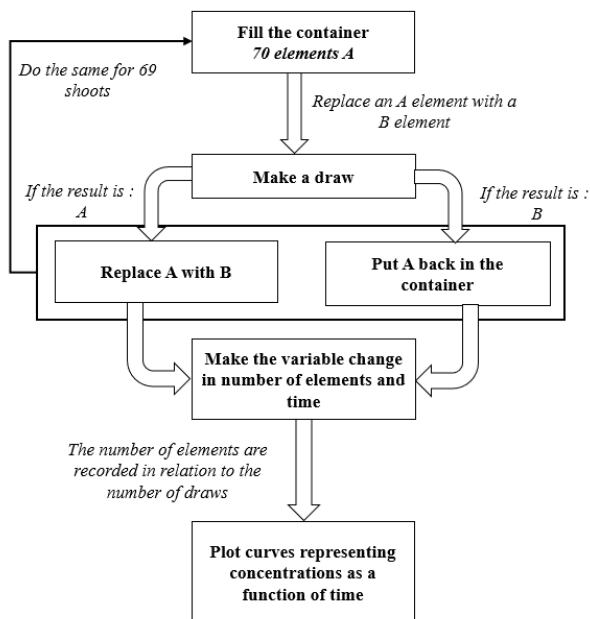 Fill the container
70 elements A
Do the same for 69
shoots
Replace an A element with a
B element
Make a draw
If the result is :
A
If the result is :
B
Replace A with B
Put A back in the
container
Make the variable change
in number of elements and
time
The number of elements are
recorded in relation to the
number of draws
Plot curves representing
concentrations as a
function of time